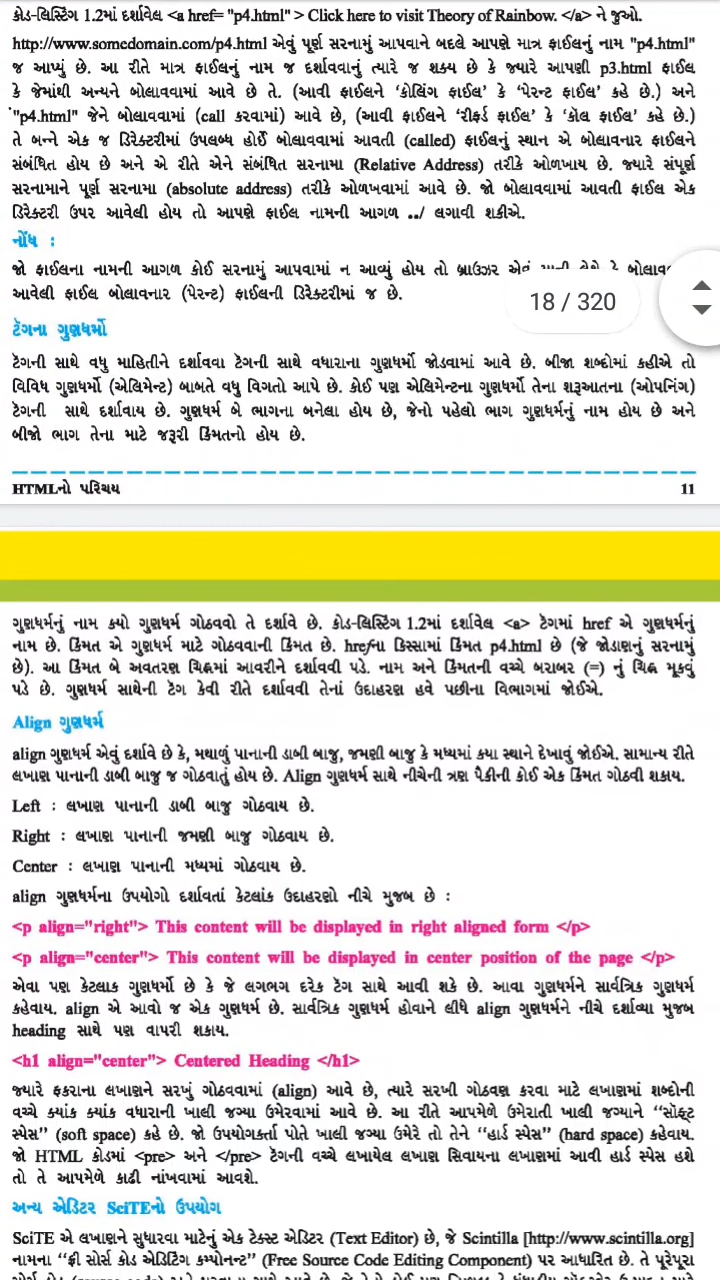 કોડ-લિસ્ટિંગ 1.2માં દર્શાવેલ <a href= "p4.html" > Click here to visit Theory of Rainbow. </a> ને જુઓ.
http://www.somedomain.com/p4.html એવું પૂર્ણ સરનામું આપવાને બદલે આપણે માત્ર ફાઈલનું નામ "p4.html"
જ આપ્યું છે. આ રીતે માત્ર ફાઈલનું નામ જ દર્શાવવાનું ત્યારે જ શક્ય છે કે જ્યારે આપણી p3.html ફાઈલ
કે જેમાંથી અન્યને બોલાવવામાં આવે છે તે. (આવી ફાઈલને 'કોલિંગ ફાઈલ' કે 'પેરન્ટ ફાઈલ' કહે છે.) અને
"p4.html" જેને બોલાવવામાં (call કરવામાં) આવે છે, (આવી ફાઈલને 'રીફર્ડ ફાઈલ' કે 'કૉલ ફાઈલ' કહે છે.)
તે બન્ને એક જ ડિરેક્ટરીમાં ઉપલબ્ધ હોઈ બોલાવવામાં આવતી (called) ફાઈલનું સ્થાન એ બોલાવનાર ફાઈલને
સંબંધિત હોય છે અને એ રીતે એને સંબંધિત સરનામા (Relative Address) તરીકે ઓળખાય છે. જ્યારે સંપૂર્ણ
સરનામાને પૂર્ણ સરનામા (absolute address) તરીકે ઓળખવામાં આવે છે. જો બોલાવવામાં આવતી ફાઈલ એક
ડિરેક્ટરી ઉપર આવેલી હોય તો આપણે ફાઈલ નામની આગળ ../ લગાવી શકીએ.
નોંધ :
જો ફાઈલના નામની આગળ કોઈ સરનામું આપવામાં ન આવ્યું હોય તો બ્રાઉઝર એવું કે
આવેલી ફાઈલ બોલાવનાર (પેરન્ટ) ફાઈલની ડિરેક્ટરીમાં જ છે.
18 / 320
ટૅગના ગુણધર્મો
ટૅગની સાથે વધુ માહિતીને દર્શાવવા ટૅગની સાથે વધારાના ગુણધર્મો જોડવામાં આવે છે. બીજા શબ્દોમાં કહીએ તો
વિવિધ ગુણધર્મો (એલિમેન્ટ) બાબતે વધુ વિગતો આપે છે. કોઈ પણ એલિમેન્ટના ગુણધર્મો તેના શરૂઆતના (ઓપનિંગ)
ટૅગની સાથે દર્શાવાય છે. ગુણધર્મ બે ભાગના બનેલા હોય છે, જેનો પહેલો ભાગ ગુણધર્મનું નામ હોય છે અને
બીજો ભાગ તેના માટે જરૂરી કિંમતનો હોય છે.
HTMLનો પરિચય 11
ગુણધર્મનું નામ ક્યો ગુણધર્મ ગોઠવવો તે દર્શાવે છે. કોડ-લિસ્ટિંગ 1.2માં દર્શાવેલ <a> ટૅગમાં href એ ગુણધર્મનું
નામ છે. કિંમત એ ગુણધર્મ માટે ગોઠવવાની કિંમત છે. hrefના કિસ્સામાં કિંમત p4.html છે (જે જોડાણનું સરનામું
છે). આ કિંમત બે અવતરણ ચિહ્નમાં આવરીને દર્શાવવી પડે. નામ અને કિંમતની વચ્ચે બરાબર (=) નું ચિહ્ન મૂકવું
પડે છે. ગુણધર્મ સાથેની ટૅગ કેવી રીતે દર્શાવવી તેનાં ઉદાહરણ હવે પછીના વિભાગમાં જોઈએ.
Align ગુણધર્મ
align ગુણધર્મ એવું દર્શાવે છે કે, મથાળું પાનાની ડાબી બાજુ, જમણી બાજુ કે મધ્યમાં કયા સ્થાને દેખાવું જોઈએ. સામાન્ય રીતે
લખાણ પાનાની ડાબી બાજુ જ ગોઠવાતું હોય છે. Align ગુણધર્મ સાથે નીચેની ત્રણ પૈકીની કોઈ એક કિંમત ગોઠવી શકાય.
Left : લખાણ પાનાની ડાબી બાજુ ગોઠવાય છે.
Right : લખાણ પાનાની જમણી બાજુ ગોઠવાય છે.
Center : લખાણ પાનાની મધ્યમાં ગોઠવાય છે.
align ગુણધર્મના ઉપયોગો દર્શાવતાં કેટલાંક ઉદાહરણો નીચે મુજબ છે :
<p align="right"> This content will be displayed in right aligned form </p>
<p align="center"> This content will be displayed in center position of the page </p>
એવા પણ કેટલાક ગુણધર્મો છે કે જે લગભગ દરેક ટૅગ સાથે આવી શકે છે. આવા ગુણધર્મને સાર્વત્રિક ગુણધર્મ
કહેવાય. align એ આવો જ એક ગુણધર્મ છે. સાર્વત્રિક ગુણધર્મ હોવાને લીધે align ગુણધર્મને નીચે દર્શાવ્યા મુજબ
heading સાથે પણ વાપરી શકાય.
<h1 align="center"> Centered Heading </h1>
જ્યારે ફકરાના લખાણને સરખું ગોઠવવામાં (align) આવે છે, ત્યારે સરખી ગોઠવણ કરવા માટે લખાણમાં શબ્દોની
વચ્ચે ક્યાંક ક્યાંક વધારાની ખાલી જગ્યા ઉમેરવામાં આવે છે. આ રીતે આપમેળે ઉમેરાતી ખાલી જગ્યાને “સોફ્ટ
સ્પેસ” (soft space) કહે છે. જો ઉપયોગકર્તા પોતે ખાલી જગ્યા ઉમેરે તો તેને “હાર્ડ સ્પેસ” (hard space) કહેવાય.
જો HTML કોડમાં <pre> અને </pre> ટૅગની વચ્ચે લખાયેલ લખાણ સિવાયના લખાણમાં આવી હાર્ડ સ્પેસ હશે
તો તે આપમેળે કાઢી નાંખવામાં આવશે.
અન્ય એડિટર SciTEનો ઉપયોગ
SciTE એ લખાણને સુધારવા માટેનું એક ટેક્સ્ટ એડિટર (Text Editor) છે, જે Scintilla [http://www.scintilla.org]
નામના “ફ્રી સોર્સ કોડ એડિટિંગ કમ્પોનન્ટ” (Free Source Code Editing Component) પર આધારિત છે. તે પૂરેપૂરા